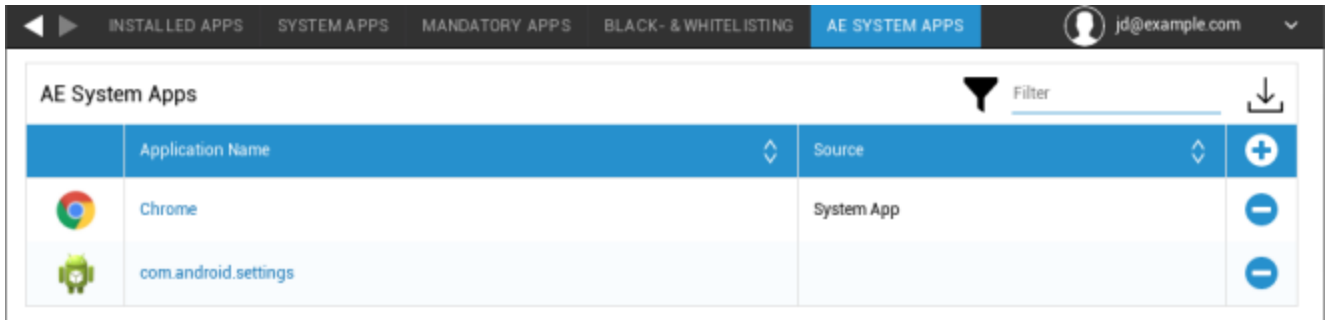 INSTALLED APPS SYSTEM APPS MANDATORY APPS BLACK- & WHITELISTING AE SYSTEM APPS jd@example.com
AE System Apps Filter
Application Name Source
Chrome System App
com.android.settings